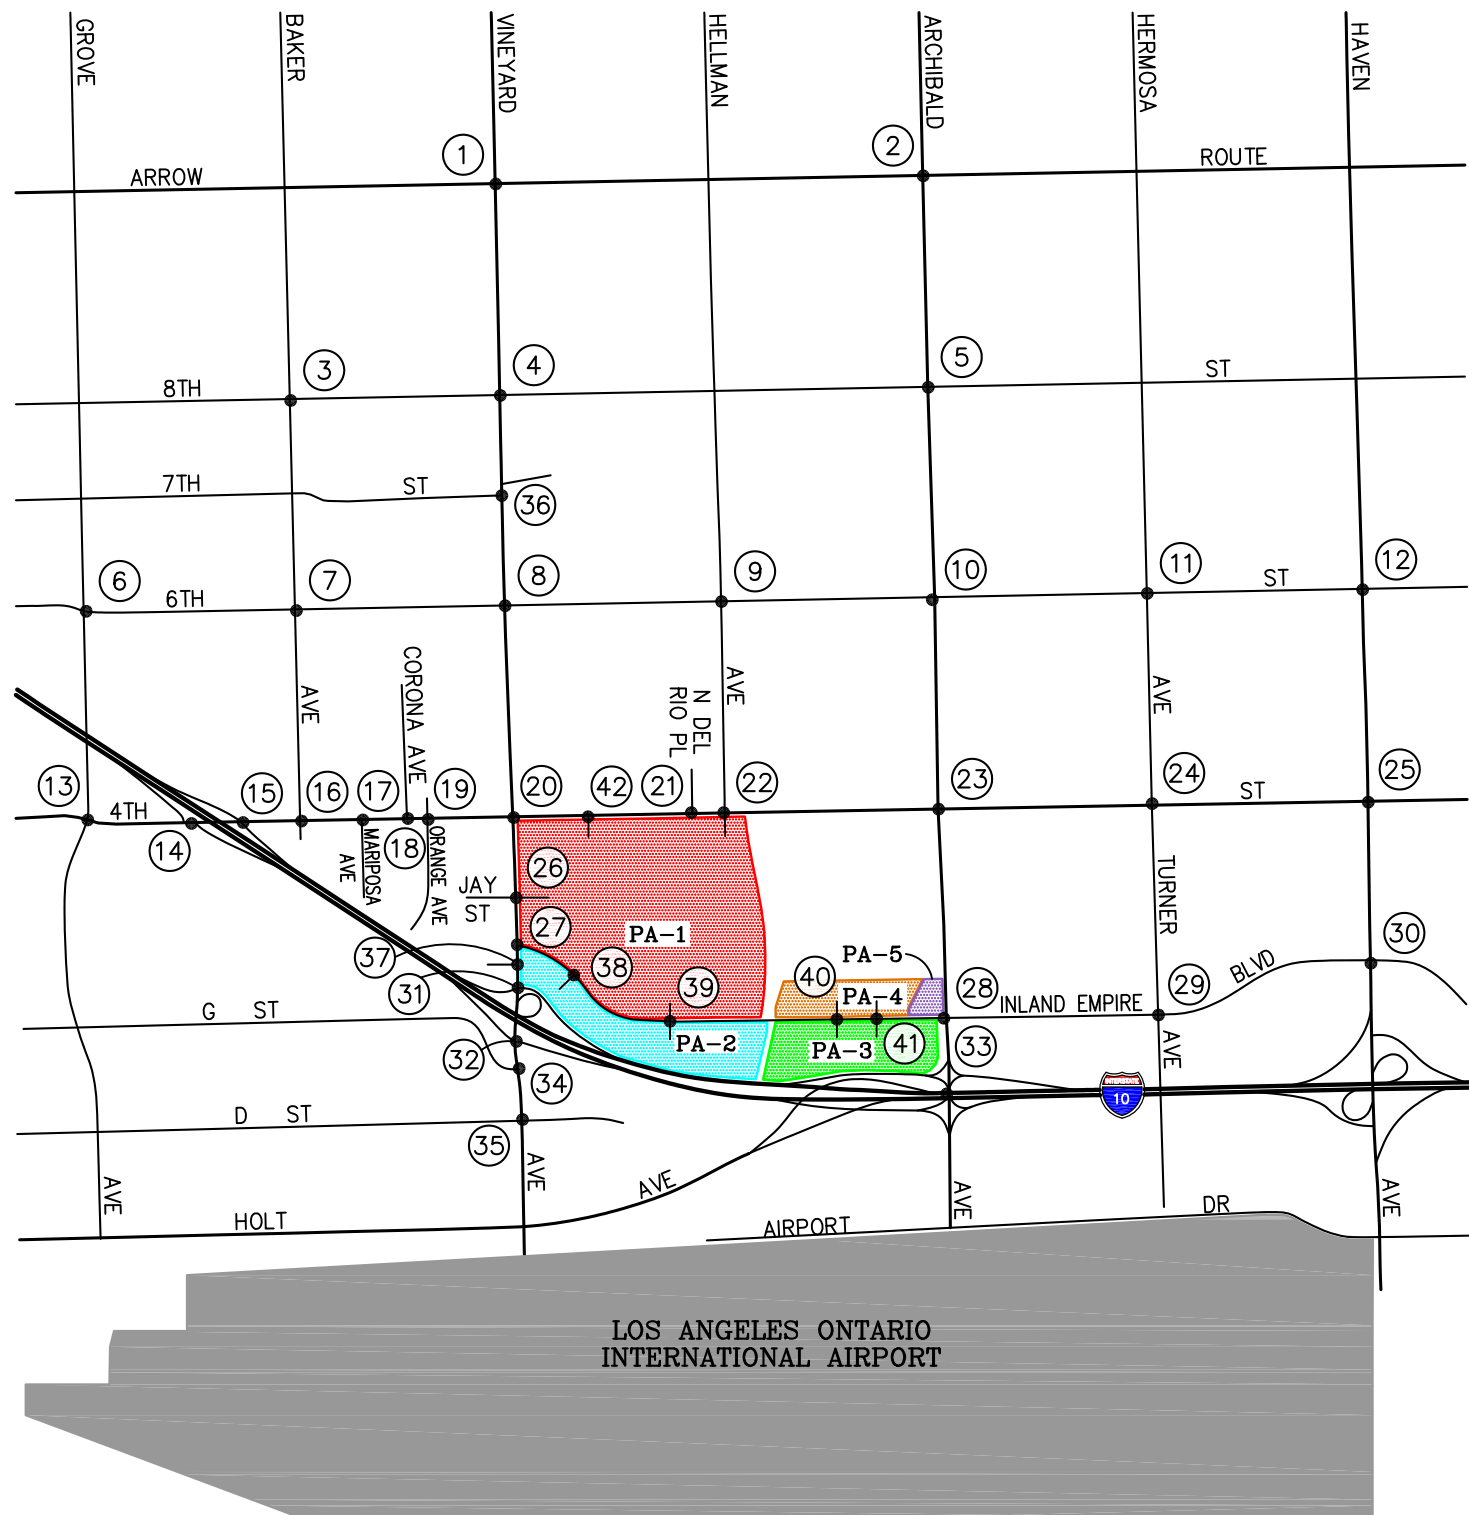 GROVE
BAKER
VINEYARD
HELLMAN
ARCHIBALD
HERMOSA
HAVEN
1
2
ARROW
ROUTE
3
4
5
8TH
ST
7TH
ST
36
6
7
8
9
10
11
12
6TH
ST
CORONA AVE
AVE
N DEL
RIO PL
AVE
AVE
13
15
16
17
19
20
42
21
22
23
24
25
4TH
ST
14
18
MARIPOSA
AVE
ORANGE AVE
26
JAY
ST
TURNER
27
PA-1
37
38
PA-5
30
31
39
40
PA-4
28
INLAND EMPIRE
29
BLVD
G ST
32
PA-2
PA-3
41
33
AVE
34
INTERSTATE
10
D ST
35
AVE
AVE
AVE
AVE
AVE
HOLT
AIRPORT
DR
LOS ANGELES ONTARIO
INTERNATIONAL AIRPORT